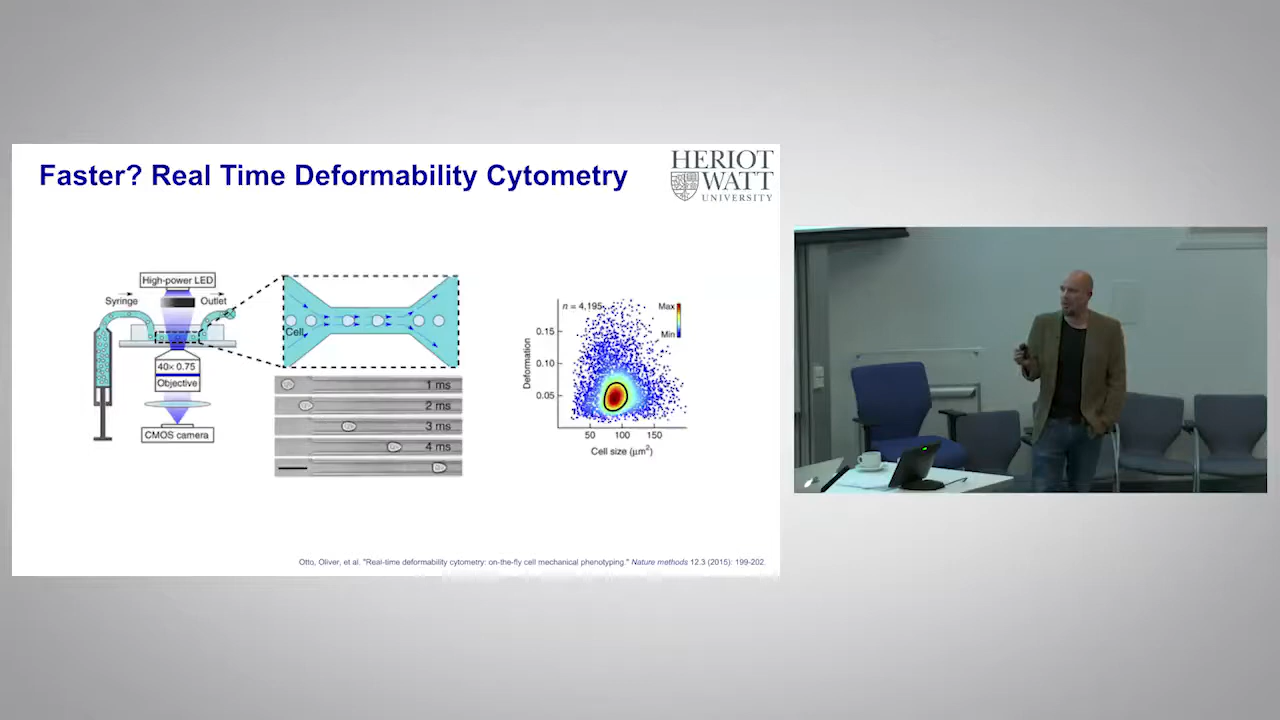 Faster? Real Time Deformability Cytometry
HERIOT
WATT
UNIVERSITY
High-power LED
Syringe
Outlet
40× 0.75
Objective
CMOS camera
Cell
1 ms
2 ms
3 ms
4 ms
n = 4,195
Max
Min
Deformation
0.15
0.10
0.05
50 100 150
Cell size (μm²)
Otto, Oliver, et al. "Real-time deformability cytometry: on-the-fly cell mechanical phenotyping." Nature methods 12.3 (2015): 199-202.